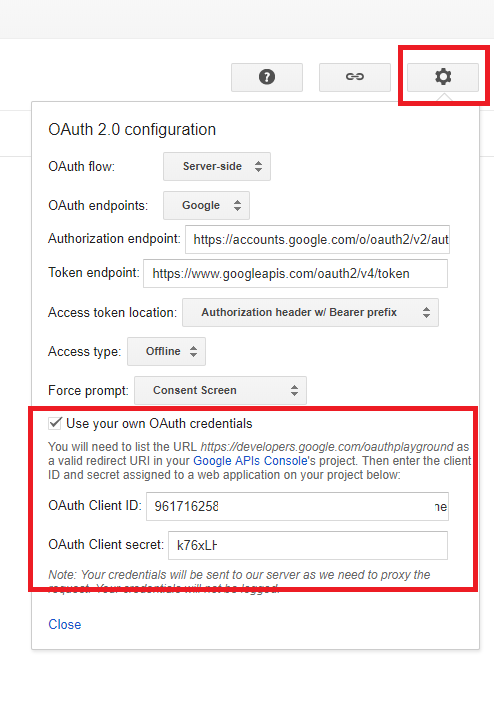 OAuth 2.0 configuration
OAuth flow: Server-side
OAuth endpoints: Google
Authorization endpoint: https://accounts.google.com/o/oauth2/v2/aut
Token endpoint: https://www.googleapis.com/oauth2/v4/token
Access token location: Authorization header w/ Bearer prefix
Access type: Offline
Force prompt: Consent Screen
Use your own OAuth credentials
You will need to list the URL https://developers.google.com/oauthplayground as
a valid redirect URI in your Google APIs Console's project. Then enter the client
ID and secret assigned to a web application on your project below:
OAuth Client ID: 961716258 ne
OAuth Client secret: k76xLH
Note: Your credentials will be sent to our server as we need to proxy the
request. Your credentials will not be logged.
Close